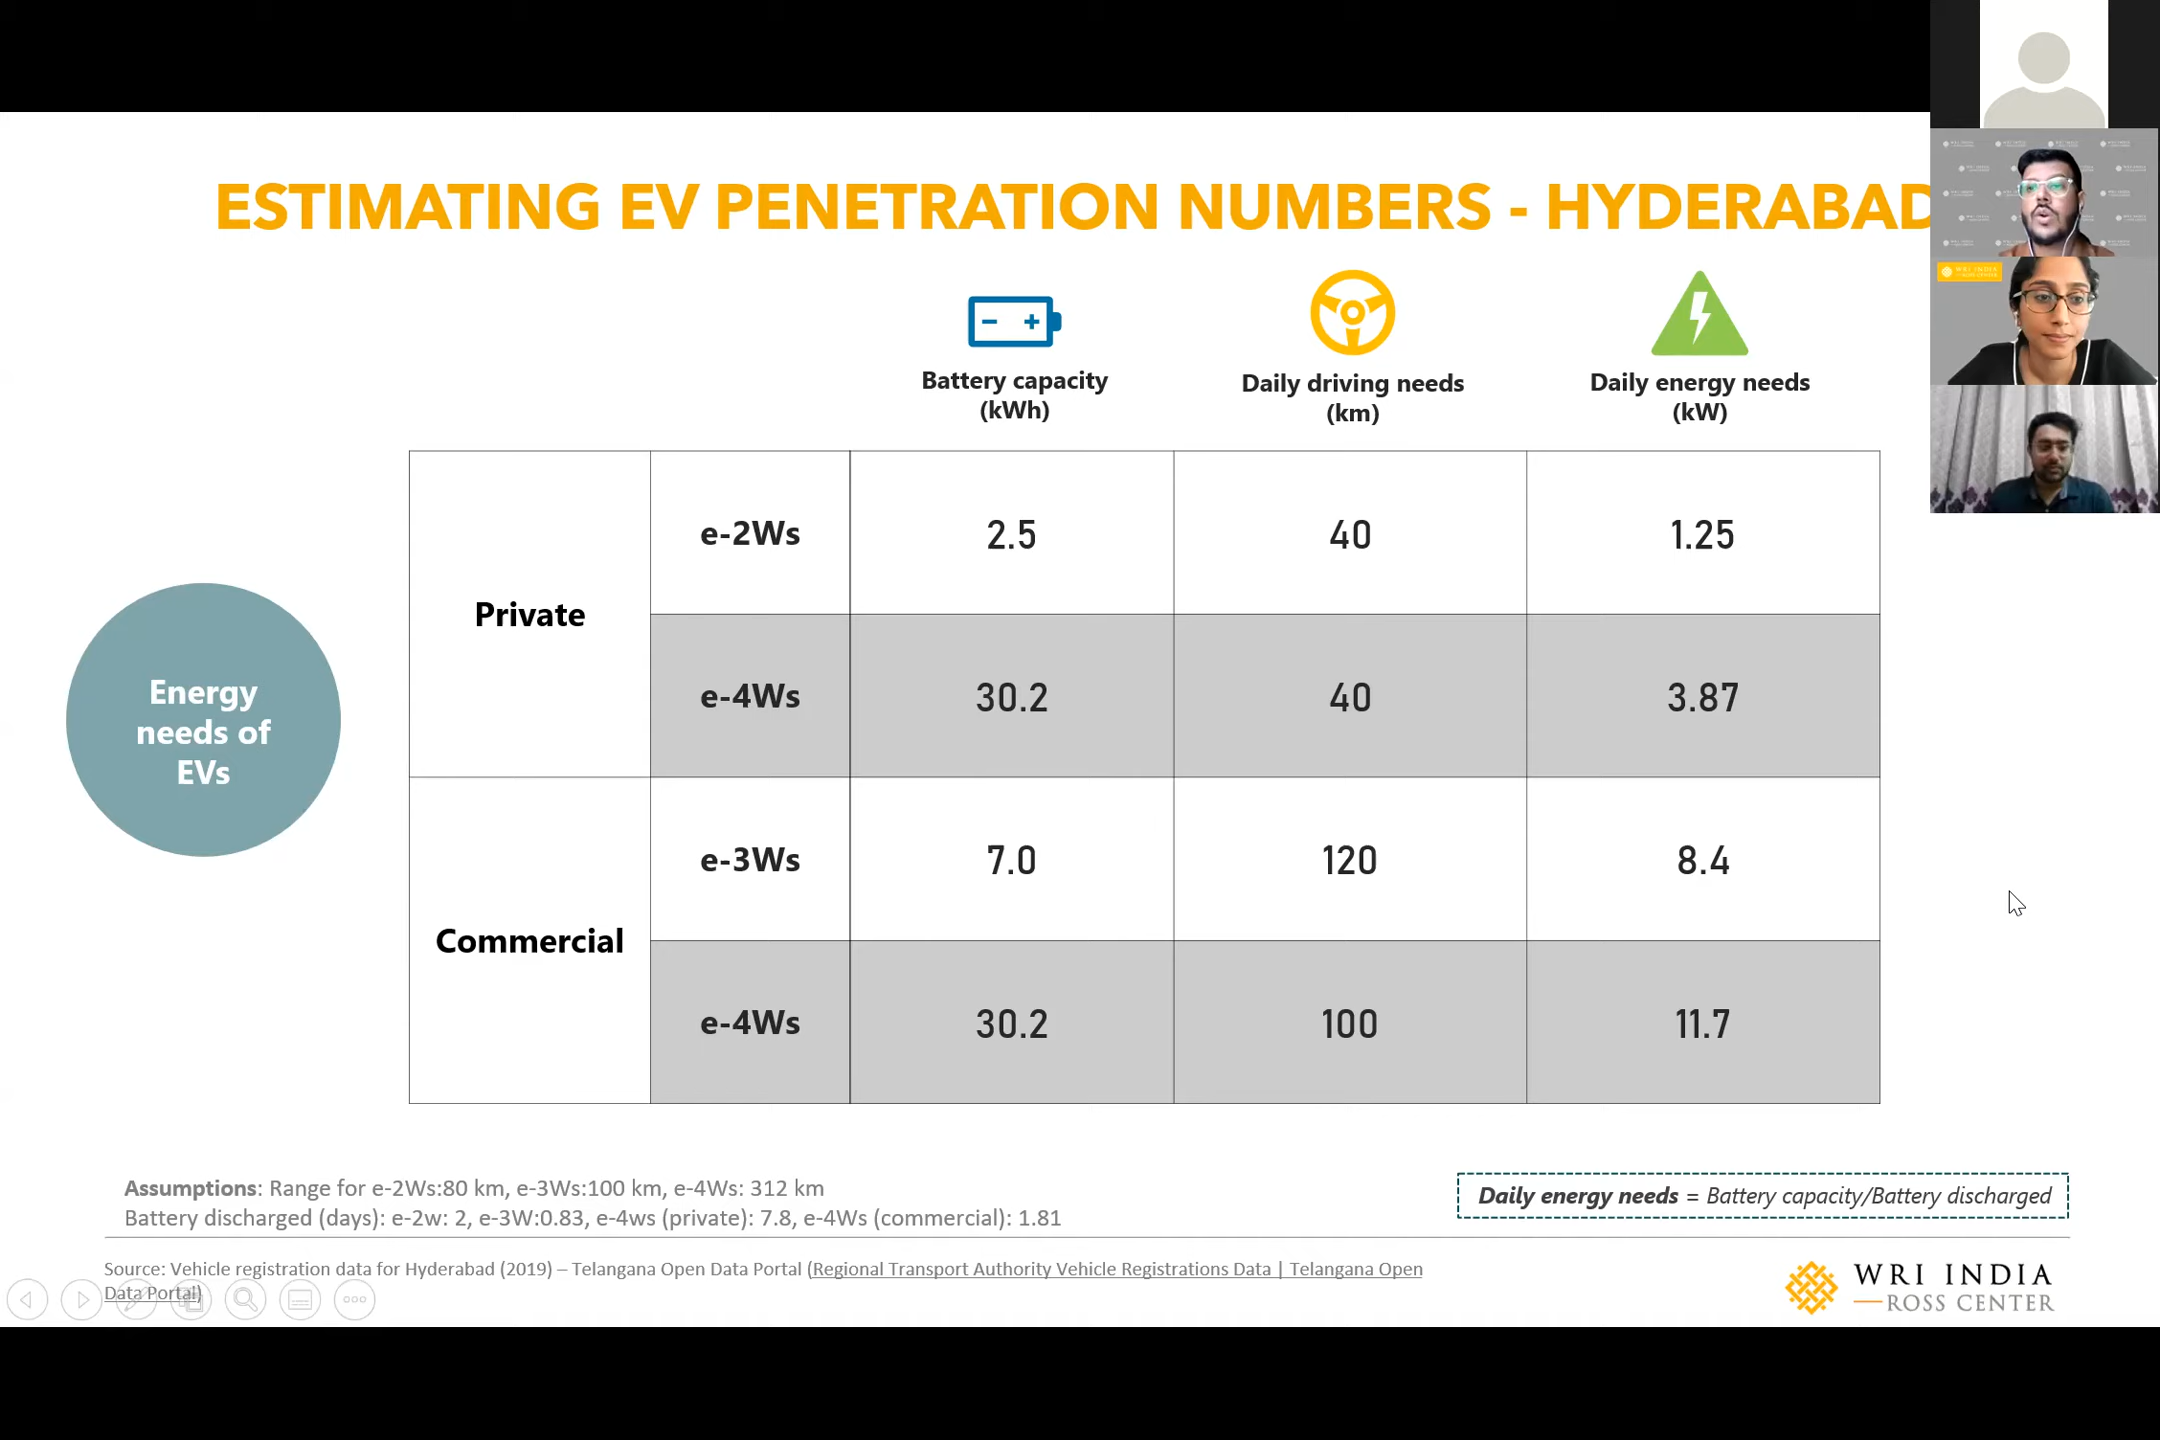 ESTIMATING EV PENETRATION NUMBERS - HYDERABAD
WRI INDIA
Battery capacity
(kWh)
Daily driving needs
(km)
Daily energy needs
(kW)
Energy
needs of
EVs
Private
e-2Ws 2.5 40 1.25
e-4Ws 30.2 40 3.87
Commercial
e-3Ws 7.0 120 8.4
e-4Ws 30.2 100 11.7
Assumptions: Range for e-2Ws:80 km, e-3Ws:100 km, e-4Ws: 312 km
Battery discharged (days): e-2w: 2, e-3W:0.83, e-4ws (private): 7.8, e-4Ws (commercial): 1.81
Daily energy needs = Battery capacity/Battery discharged
Source: Vehicle registration data for Hyderabad (2019) – Telangana Open Data Portal (Regional Transport Authority Vehicle Registrations Data | Telangana Open
Data Portal)
WRI INDIA
ROSS CENTER